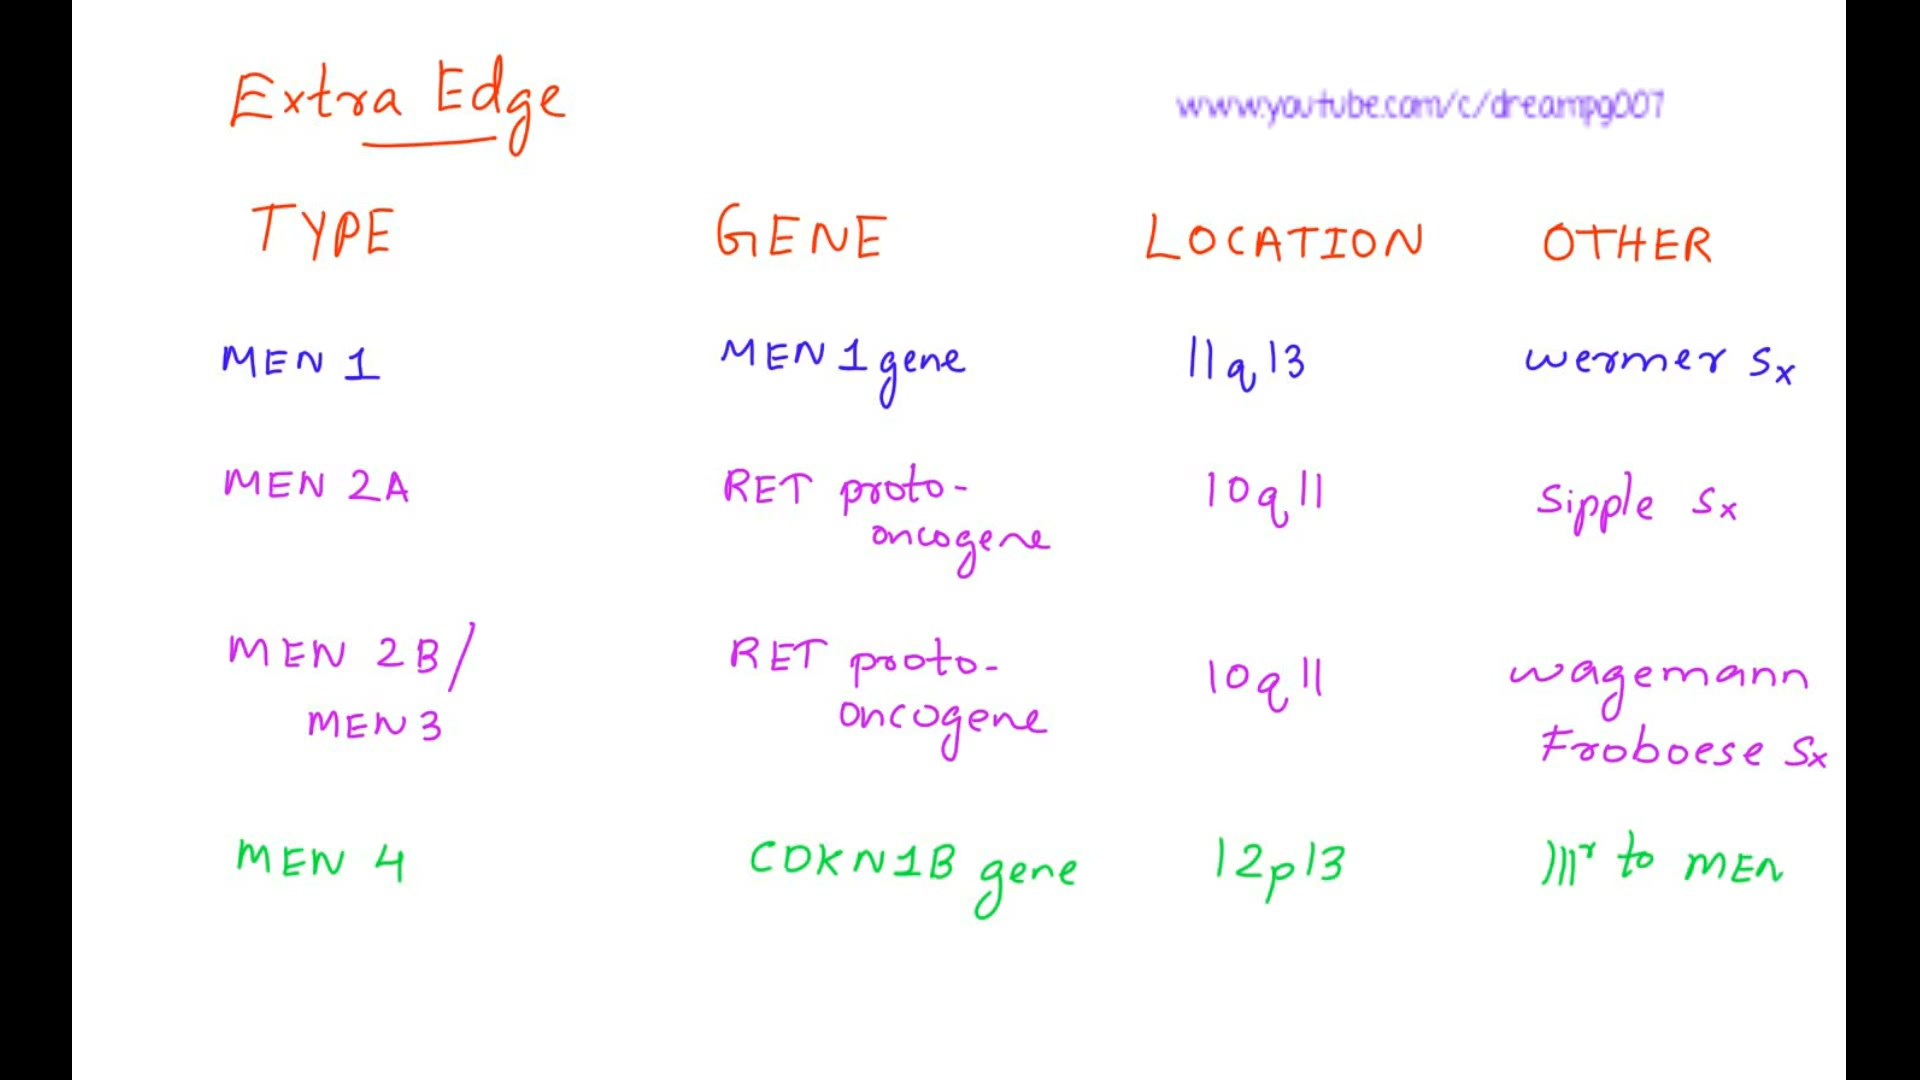 Extra Edge
www.youtube.com/c/dreampg007
TYPE GENE LOCATION OTHER
MEN 1 MEN 1 gene 11q13 wermer Sx
MEN 2A RET proto-
oncogene 10q11 Sipple Sx
MEN 2B/
MEN 3 RET proto-
oncogene 10q11 wagemann
Froboese Sx
MEN 4 CDKN1B gene 12p13 |||r to MEN